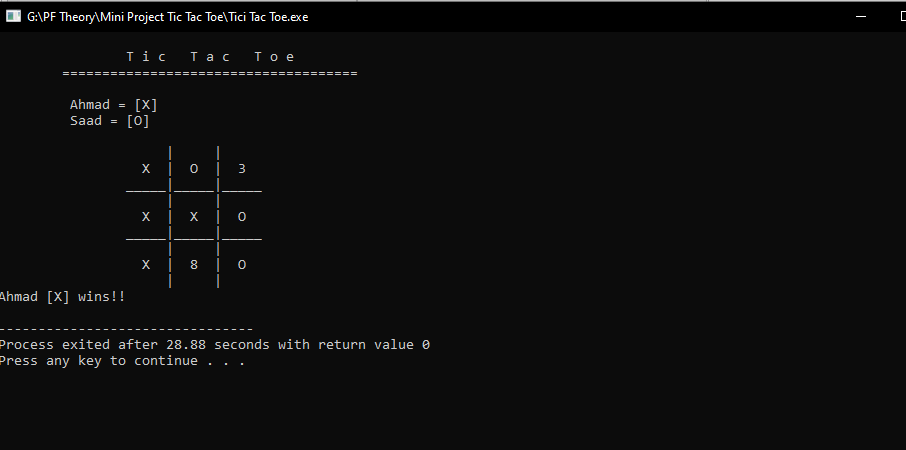 G:\PF Theory\Mini Project Tic Tac Toe\Tici Tac Toe.exe
T i c   T a c   T o e
=====================================
Ahmad = [X]
Saad = [O]
     |     |
  X  |  O  |  3
_____|_____|_____
     |     |
  X  |  X  |  O
_____|_____|_____
     |     |
  X  |  8  |  O
     |     |
Ahmad [X] wins!!
--------------------------------
Process exited after 28.88 seconds with return value 0
Press any key to continue . . .